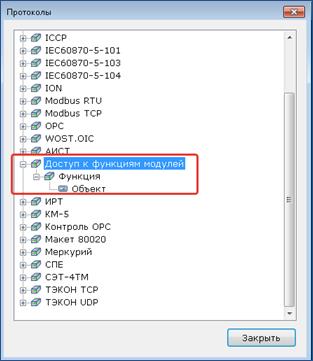 Протоколы
ICCP
IEC60870-5-101
IEC60870-5-103
IEC60870-5-104
ION
Modbus RTU
Modbus TCP
OPC
WOST.OIC
АИСТ
Доступ к функциям модулей
Функция
Объект
ИРТ
КМ-5
Контроль ОРС
Макет 80020
Меркурий
СПЕ
СЭТ-4ТМ
ТЭКОН TCP
ТЭКОН UDP
Закрыть